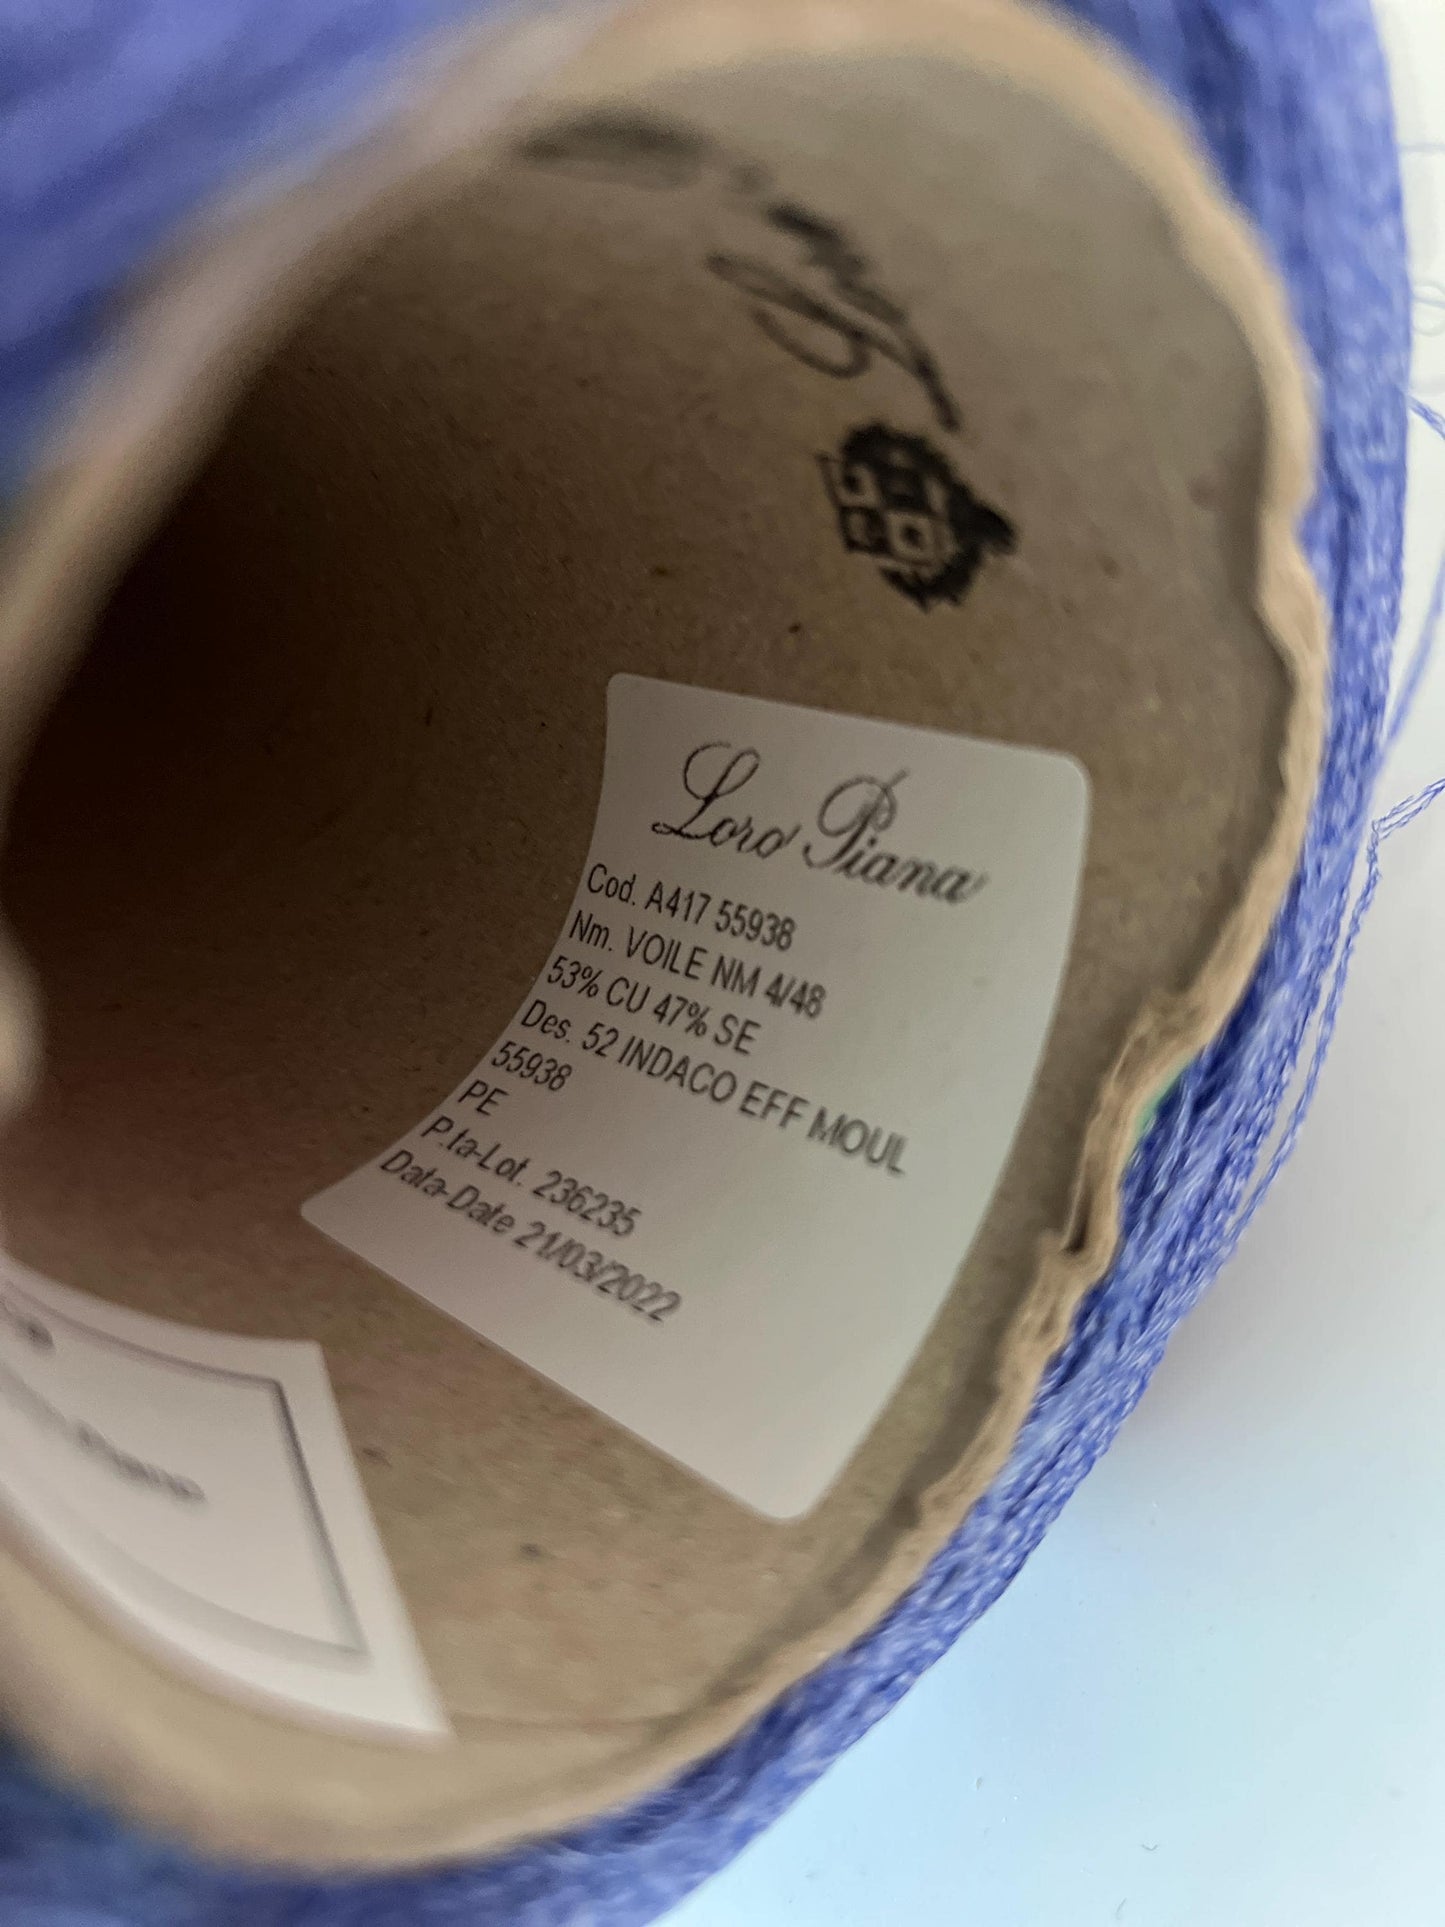 Loro Piana
Cod. A417 55938
Nm. VOILE NM 4/48
53% CU 47% SE
Des. 52 INDACO EFF MOUL
55938
PE
P.ta-Lot. 236235
Data-Date 21/03/2022